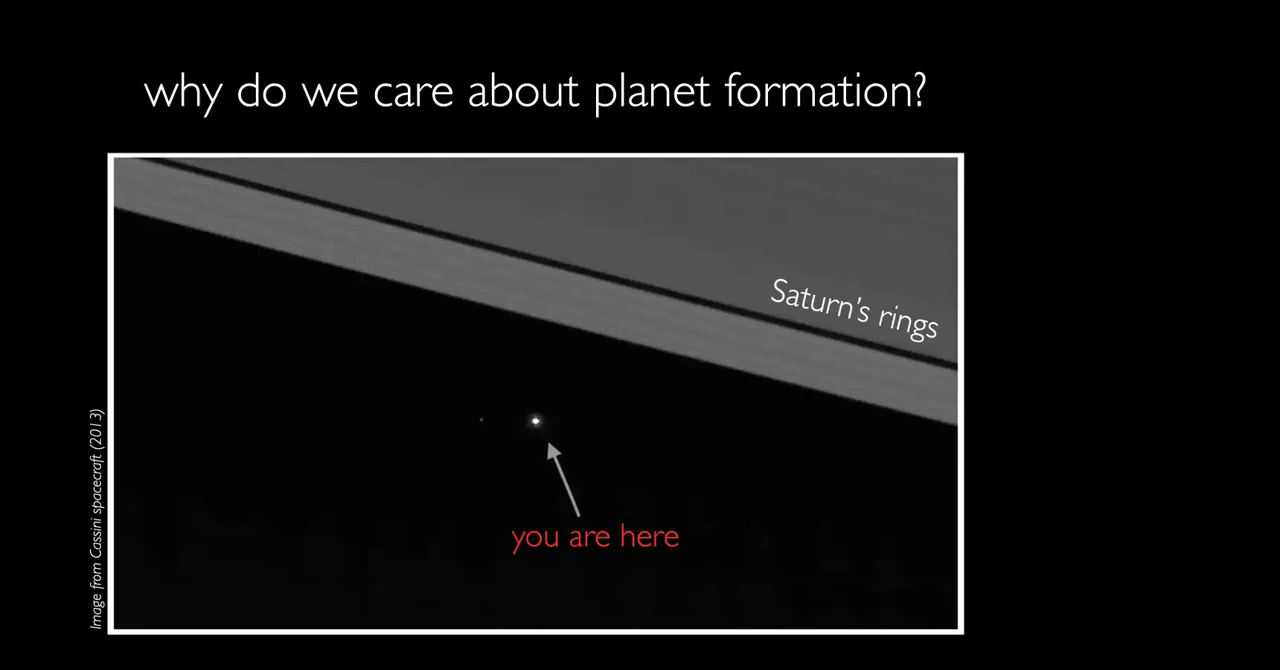 why do we care about planet formation?
Saturn's rings
you are here
Image from Cassini spacecraft (2013)